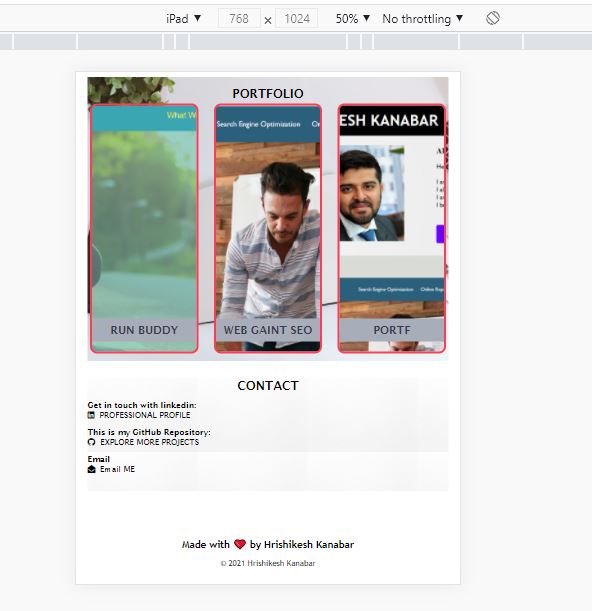 iPad ▼ 768 x 1024 50% ▼ No throttling ▼
PORTFOLIO
What W
Search Engine Optimization On
ESH KANABAR
He
I a
I a
I a
I b
Search Engine Optimization Online Rep
RUN BUDDY
WEB GAINT SEO
PORTF
CONTACT
Get in touch with linkedin:
PROFESSIONAL PROFILE
This is my GitHub Repository:
EXPLORE MORE PROJECTS
Email
Email ME
Made with ❤ by Hrishikesh Kanabar
© 2021 Hrishikesh Kanabar